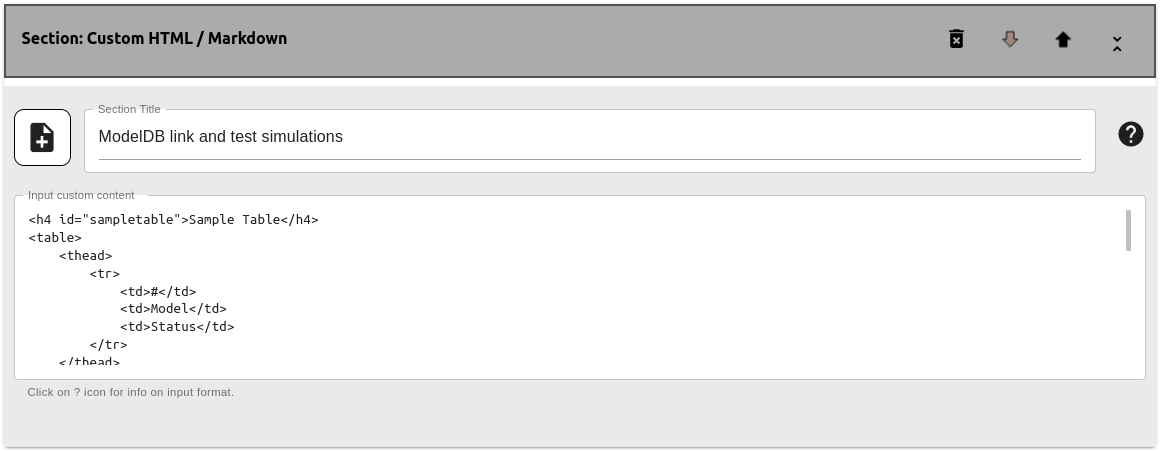 Section: Custom HTML / Markdown
Section Title
ModelDB link and test simulations
?
Input custom content
<h4 id="sampletable">Sample Table</h4>
<table>
    <thead>
        <tr>
            <td>#</td>
            <td>Model</td>
            <td>Status</td>
        </tr>
    </thead>
Click on ? icon for info on input format.